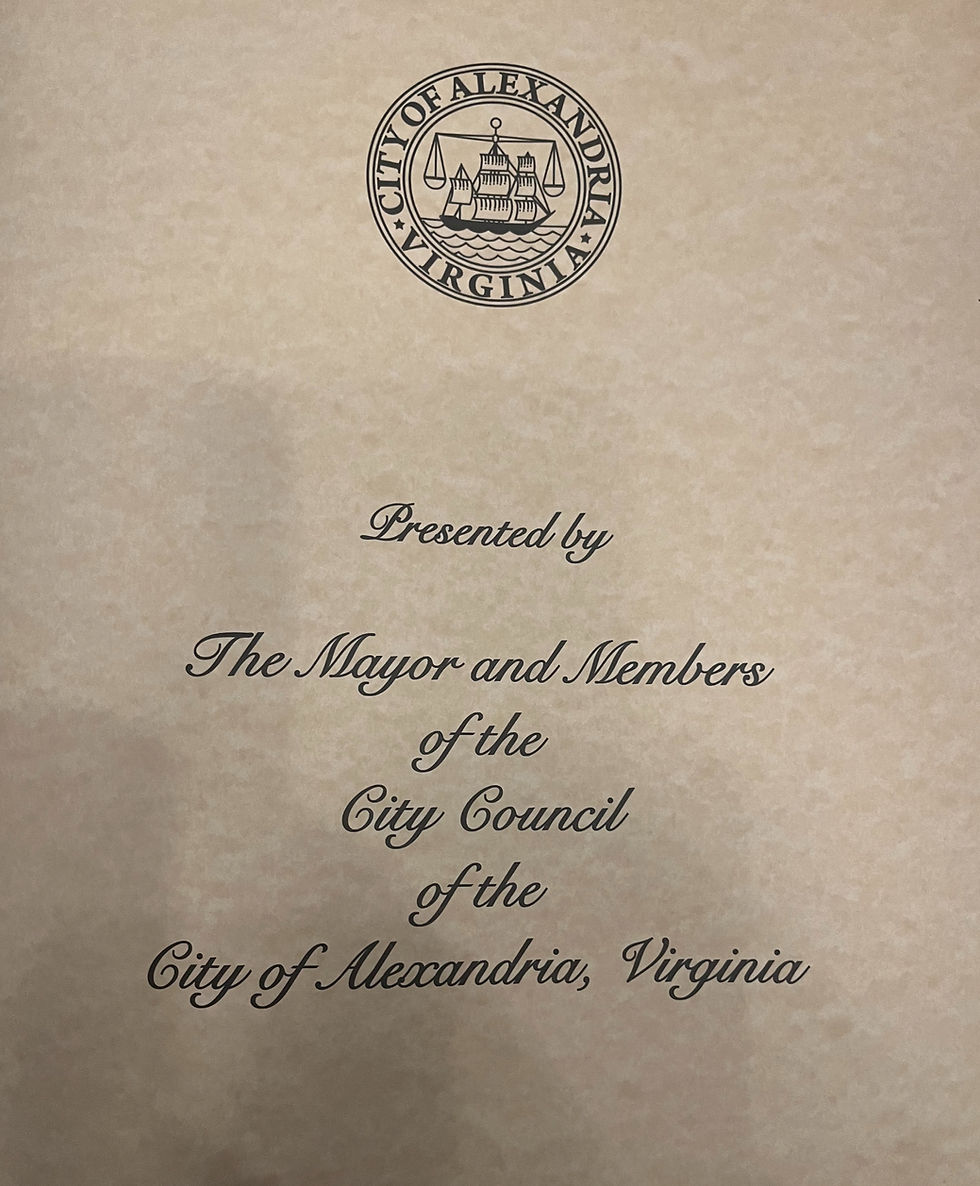 CITY OF ALEXANDRIA
VIRGINIA
Presented by
The Mayor and Members
of the
City Council
of the
City of Alexandria, Virginia